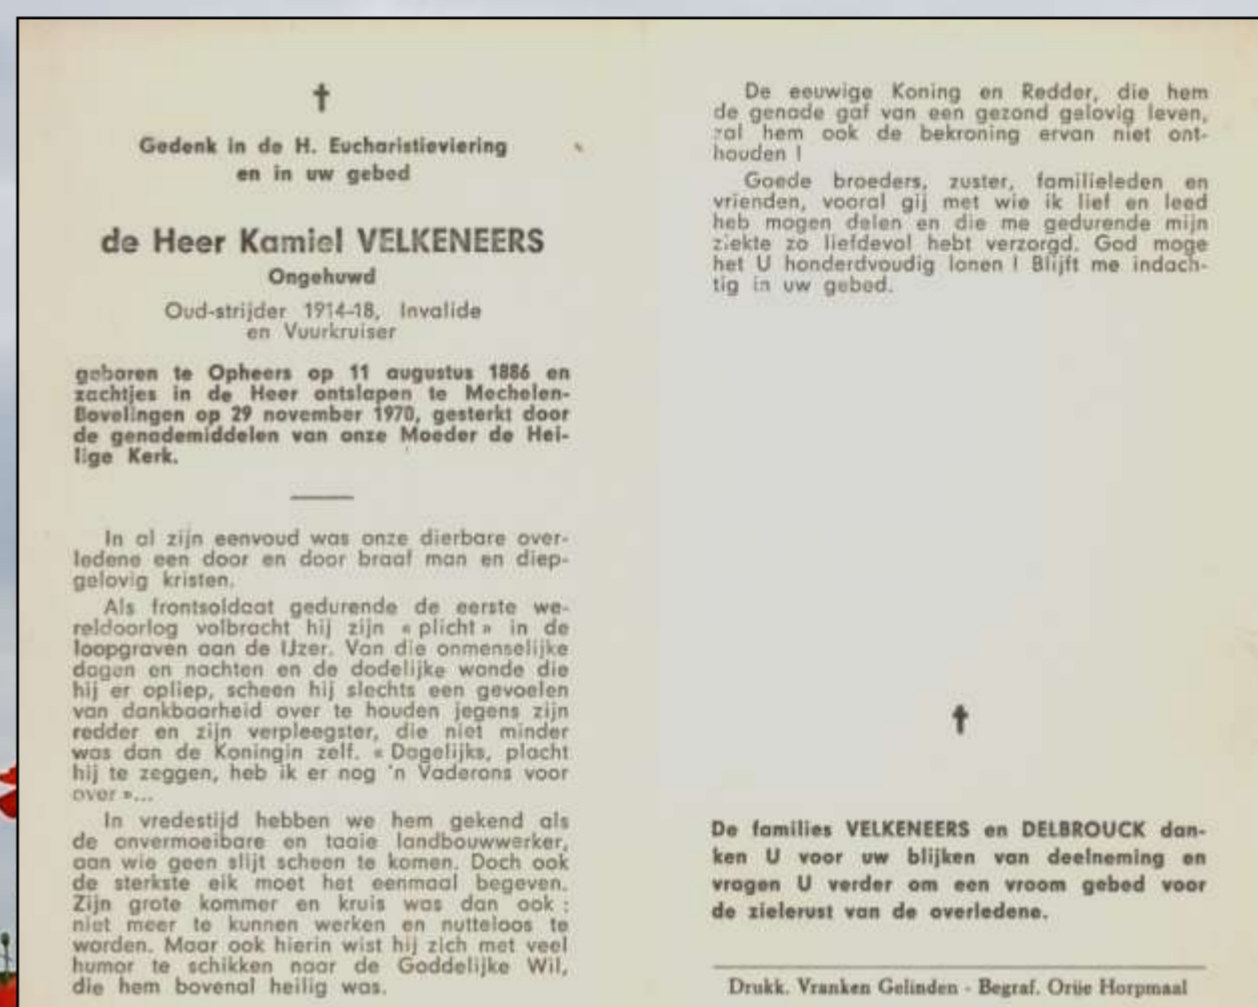 Gedenk in de H. Eucharistieviering
en in uw gebed
de Heer Kamiel VELKENEERS
Ongehuwd
Oud-strijder 1914-18, Invalide
en Vuurkruiser
geboren te Opheers op 11 augustus 1886 en
zachtjes in de Heer ontslapen te Mechelen-
Bovelingen op 29 november 1970, gesterkt door
de genademiddelen van onze Moeder de Hei-
lige Kerk.
In al zijn eenvoud was onze dierbare over-
ledene een door en door braaf man en diep-
gelovig kristen.
Als frontsoldaat gedurende de eerste we-
reldoorlog volbracht hij zijn « plicht » in de
loopgraven aan de IJzer. Van die onmenselijke
dagen en nachten en de dodelijke wonde die
hij er opliep, scheen hij slechts een gevoelen
van dankbaarheid over te houden jegens zijn
redder en zijn verpleegster, die niet minder
was dan de Koningin zelf. « Dagelijks, placht
hij te zeggen, heb ik er nog 'n Vaderons voor
over »...
In vredestijd hebben we hem gekend als
de onvermoeibare en taaie landbouwwerker,
aan wie geen slijt scheen te komen. Doch ook
de sterkste eik moet het eenmaal begeven.
Zijn grote kommer en kruis was dan ook :
niet meer te kunnen werken en nutteloos te
worden. Maar ook hierin wist hij zich met veel
humor te schikken naar de Goddelijke Wil,
die hem bovenal heilig was.
De eeuwige Koning en Redder, die hem
de genade gaf van een gezond gelovig leven,
zal hem ook de bekroning ervan niet ont-
houden !
Goede broeders, zuster, familieleden en
vrienden, vooral gij met wie ik lief en leed
heb mogen delen en die me gedurende mijn
ziekte zo liefdevol hebt verzorgd. God moge
het U honderdvoudig lonen ! Blijft me indach-
tig in uw gebed.
De families VELKENEERS en DELBROUCK dan-
ken U voor uw blijken van deelneming en
vragen U verder om een vroom gebed voor
de zielerust van de overledene.
Drukk. Vranken Gelinden - Begraf. Orije Horpmaal